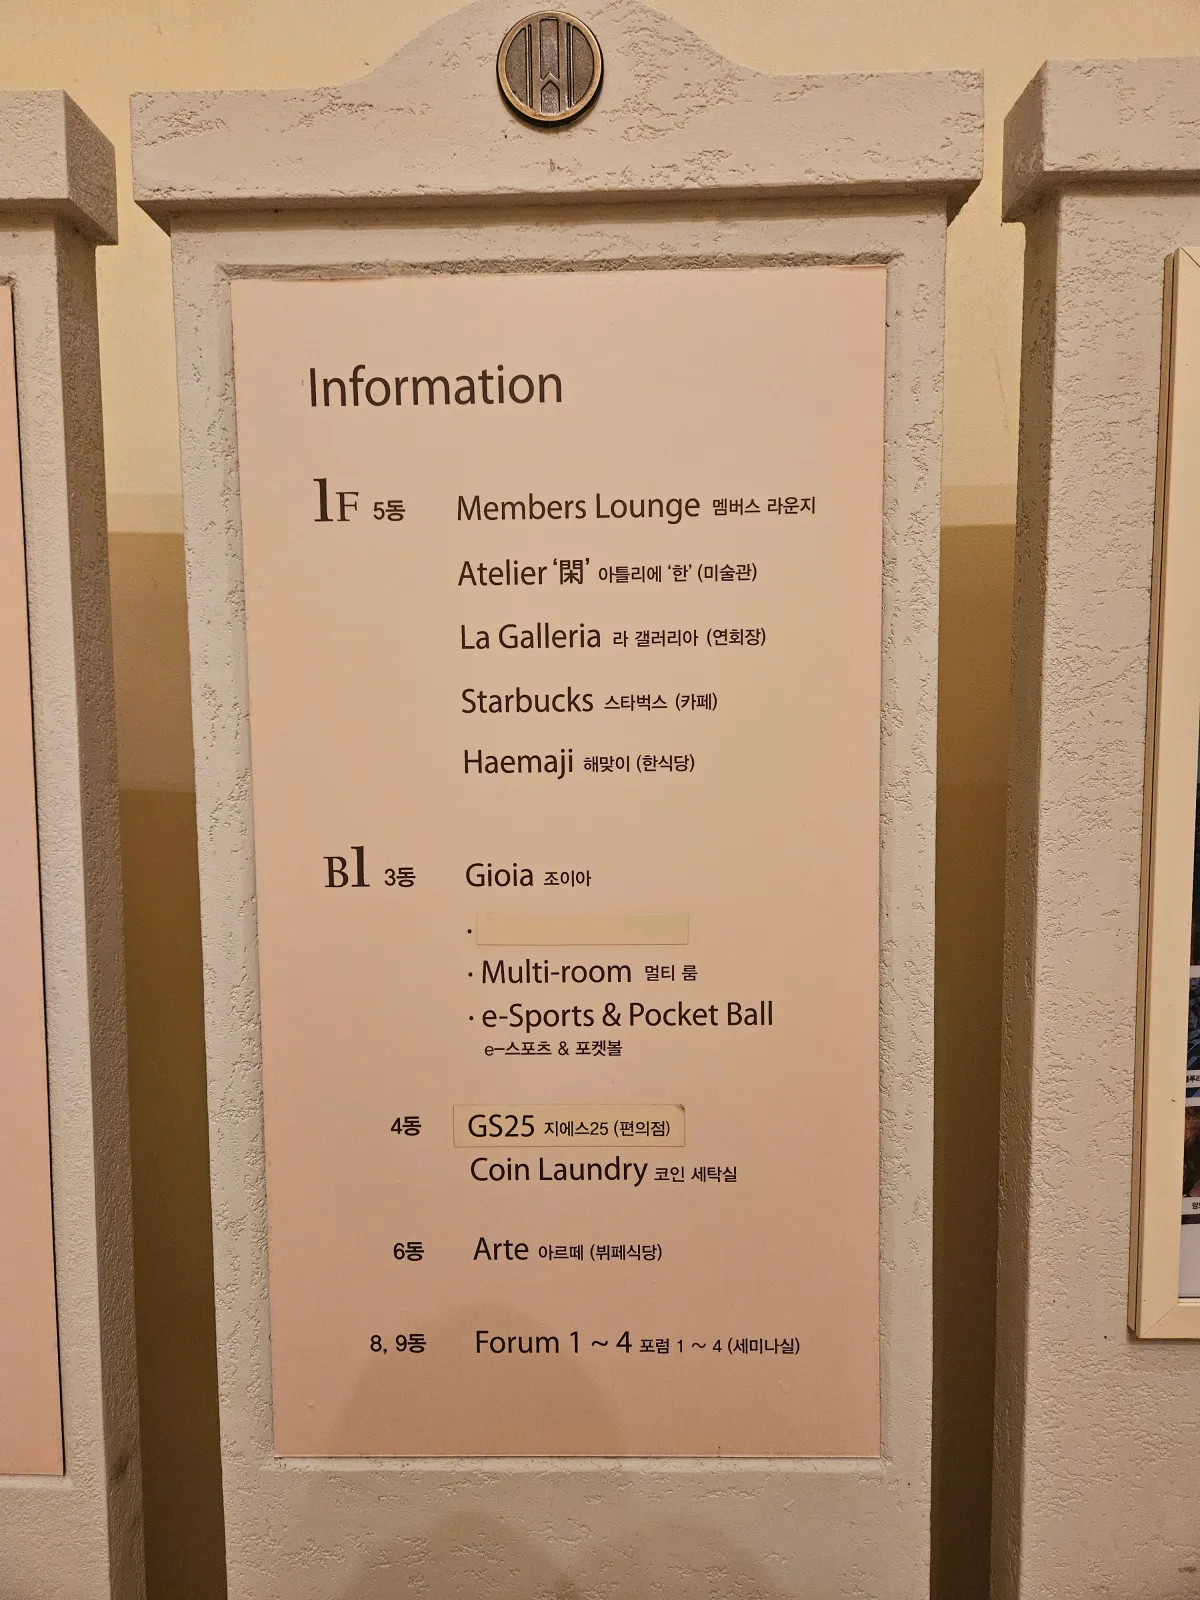 Information
1F 5동 Members Lounge 멤버스 라운지
Atelier ‘閑’ 아틀리에 ‘한’ (미술관)
La Galleria 라 갤러리아 (연회장)
Starbucks 스타벅스 (카페)
Haemaji 해맞이 (한식당)
B1 3동 Gioia 조이아
·
· Multi-room 멀티 룸
· e-Sports & Pocket Ball
e-스포츠 & 포켓볼
4동 GS25 지에스25 (편의점)
Coin Laundry 코인 세탁실
6동 Arte 아르떼 (뷔페식당)
8, 9동 Forum 1 ~ 4 포럼 1 ~ 4 (세미나실)